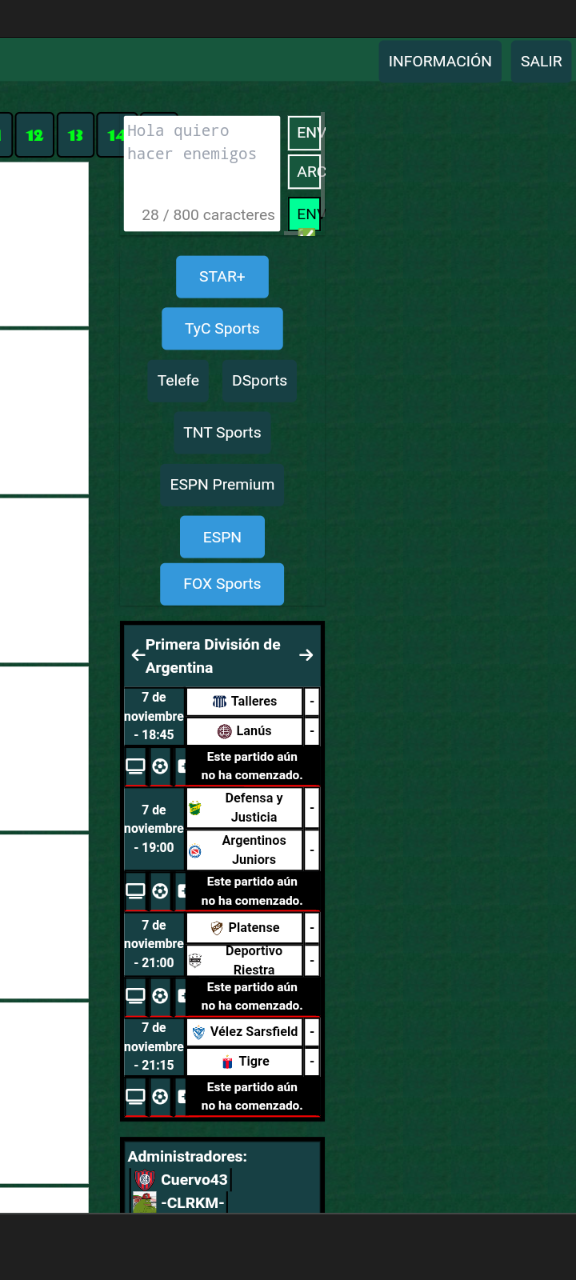 INFORMACIÓN
SALIR
12
13
14
Hola quiero
hacer enemigos
28 / 800 caracteres
ENV
ARC
ENV
STAR+
TyC Sports
Telefe
DSports
TNT Sports
ESPN Premium
ESPN
FOX Sports
Primera División de
Argentina
7 de
noviembre
- 18:45
Talleres
-
Lanús
-
Este partido aún
no ha comenzado.
7 de
noviembre
- 19:00
Defensa y
Justicia
-
Argentinos
Juniors
-
Este partido aún
no ha comenzado.
7 de
noviembre
- 21:00
Platense
-
Deportivo
Riestra
-
Este partido aún
no ha comenzado.
7 de
noviembre
- 21:15
Vélez Sarsfield
-
Tigre
-
Este partido aún
no ha comenzado.
Administradores:
Cuervo43
-CLRKM-